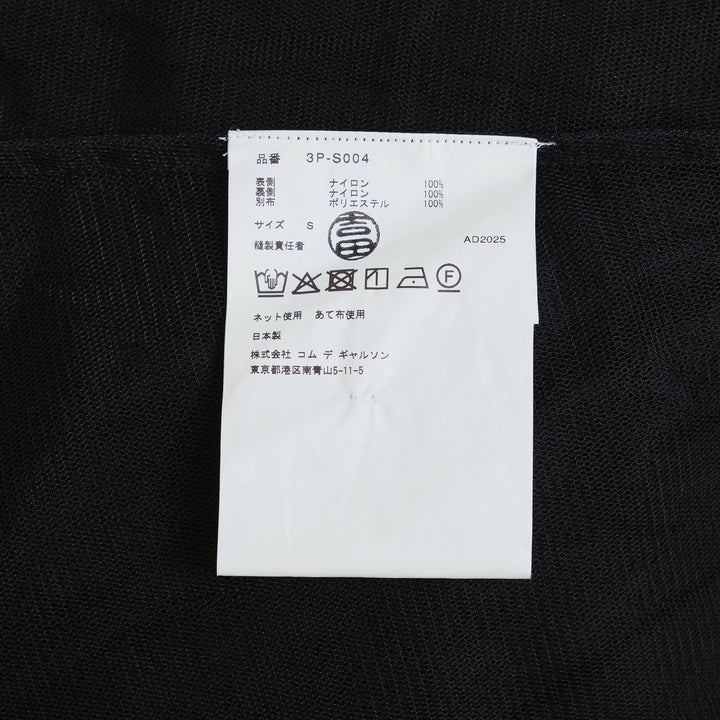 品番 3P-S004
表側 ナイロン 100%
裏側 ナイロン 100%
別布 ポリエステル 100%
サイズ S
縫製責任者 吉田 AD2025
1 F
ネット使用 あて布使用
日本製
株式会社 コム デ ギャルソン
東京都港区南青山5-11-5